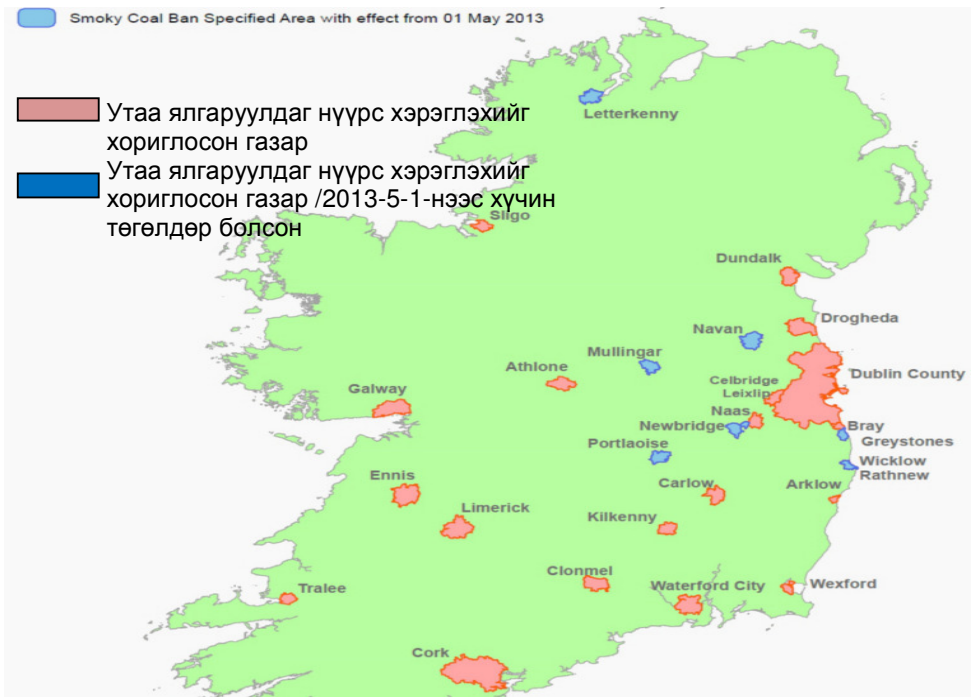 Smoky Coal Ban Specified Area with effect from 01 May 2013
Утаа ялгаруулдаг нүүрс хэрэглэхийг
хориглосон газар
Утаа ялгаруулдаг нүүрс хэрэглэхийг
хориглосон газар /2013-5-1-нээс хүчин
төгөлдөр болсон
Letterkenny
Sligo
Dundalk
Drogheda
Navan
Mullingar
Athlone
Dublin County
Celbridge
Leixlip
Galway
Naas
Newbridge
Bray
Greystones
Portlaoise
Wicklow
Rathnew
Ennis
Carlow
Arklow
Limerick
Kilkenny
Clonmel
Waterford City
Wexford
Tralee
Cork